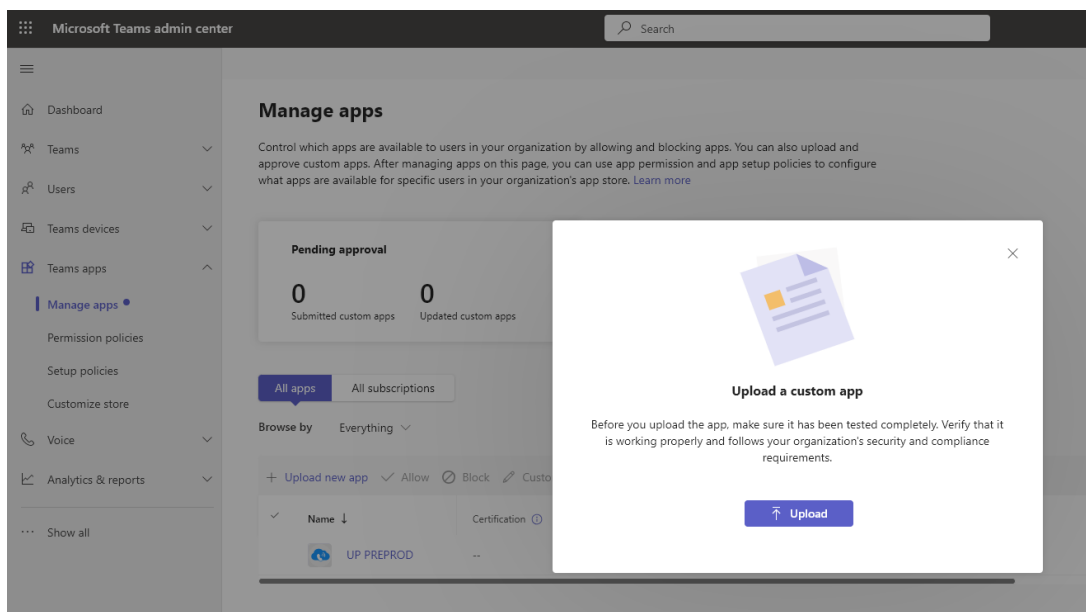 Microsoft Teams admin center
Search
Dashboard
Teams
Users
Teams devices
Teams apps
Manage apps
Permission policies
Setup policies
Customize store
Voice
Analytics & reports
Show all
Manage apps
Control which apps are available to users in your organization by allowing and blocking apps. You can also upload and
approve custom apps. After managing apps on this page, you can use app permission and app setup policies to configure
what apps are available for specific users in your organization's app store. Learn more
Pending approval
0 0
Submitted custom apps Updated custom apps
All apps All subscriptions
Browse by Everything
+ Upload new app Allow Block Custo
Name ↓ Certification
UP PREPROD --
Upload a custom app
Before you upload the app, make sure it has been tested completely. Verify that it
is working properly and follows your organization's security and compliance
requirements.
Upload